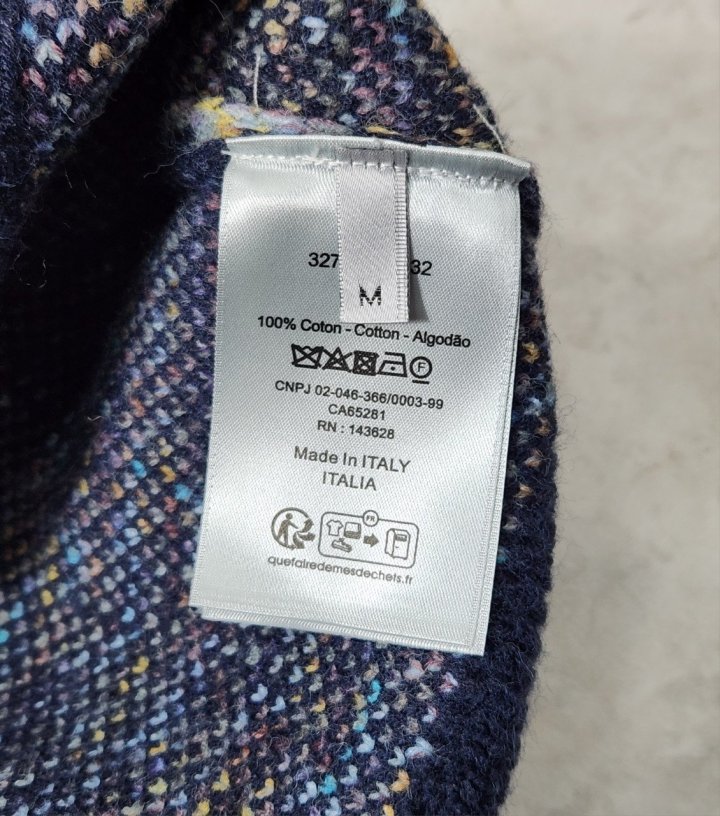 327 32
M
100% Coton - Cotton - Algodão
F
CNPJ 02-046-366/0003-99
CA65281
RN : 143628
Made In ITALY
ITALIA
FR
quefairedemesdechets.fr